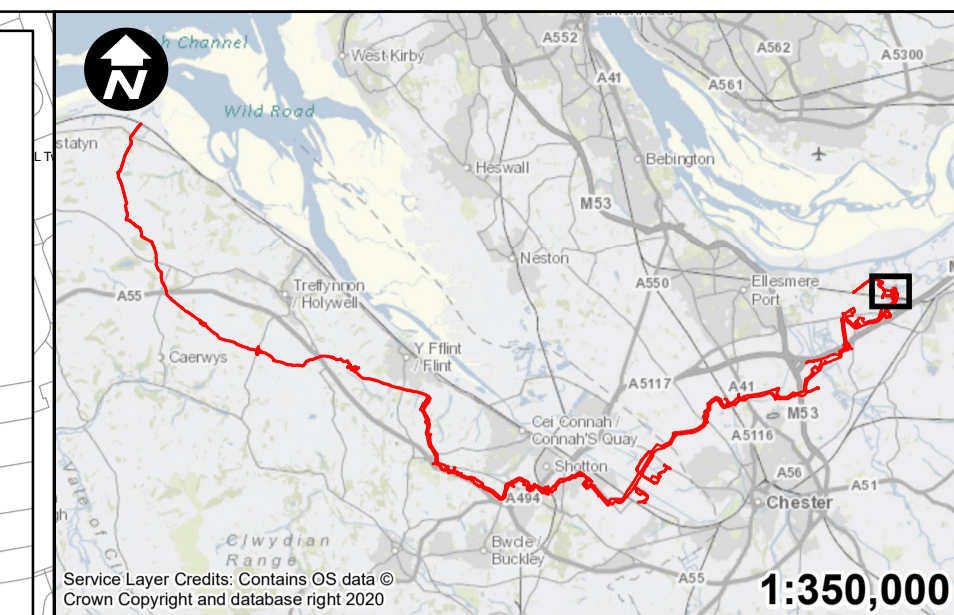 N
h Channel
Wild Road
West Kirby
A552
A41
A562
A5300
A561
statyn
Heswall
Bebington
M53
Neston
A550
Ellesmere
Port
A55
Treffynnon
/ Holywell
Caerwys
Y Fflint
/ Flint
A5117
A41
M53
Cei Connah /
Connah'S Quay
A5116
Shotton
A56
A51
A494
Chester
Clwydian
Range
Bwcle /
Buckley
A55
Service Layer Credits: Contains OS data ©
Crown Copyright and database right 2020
1:350,000